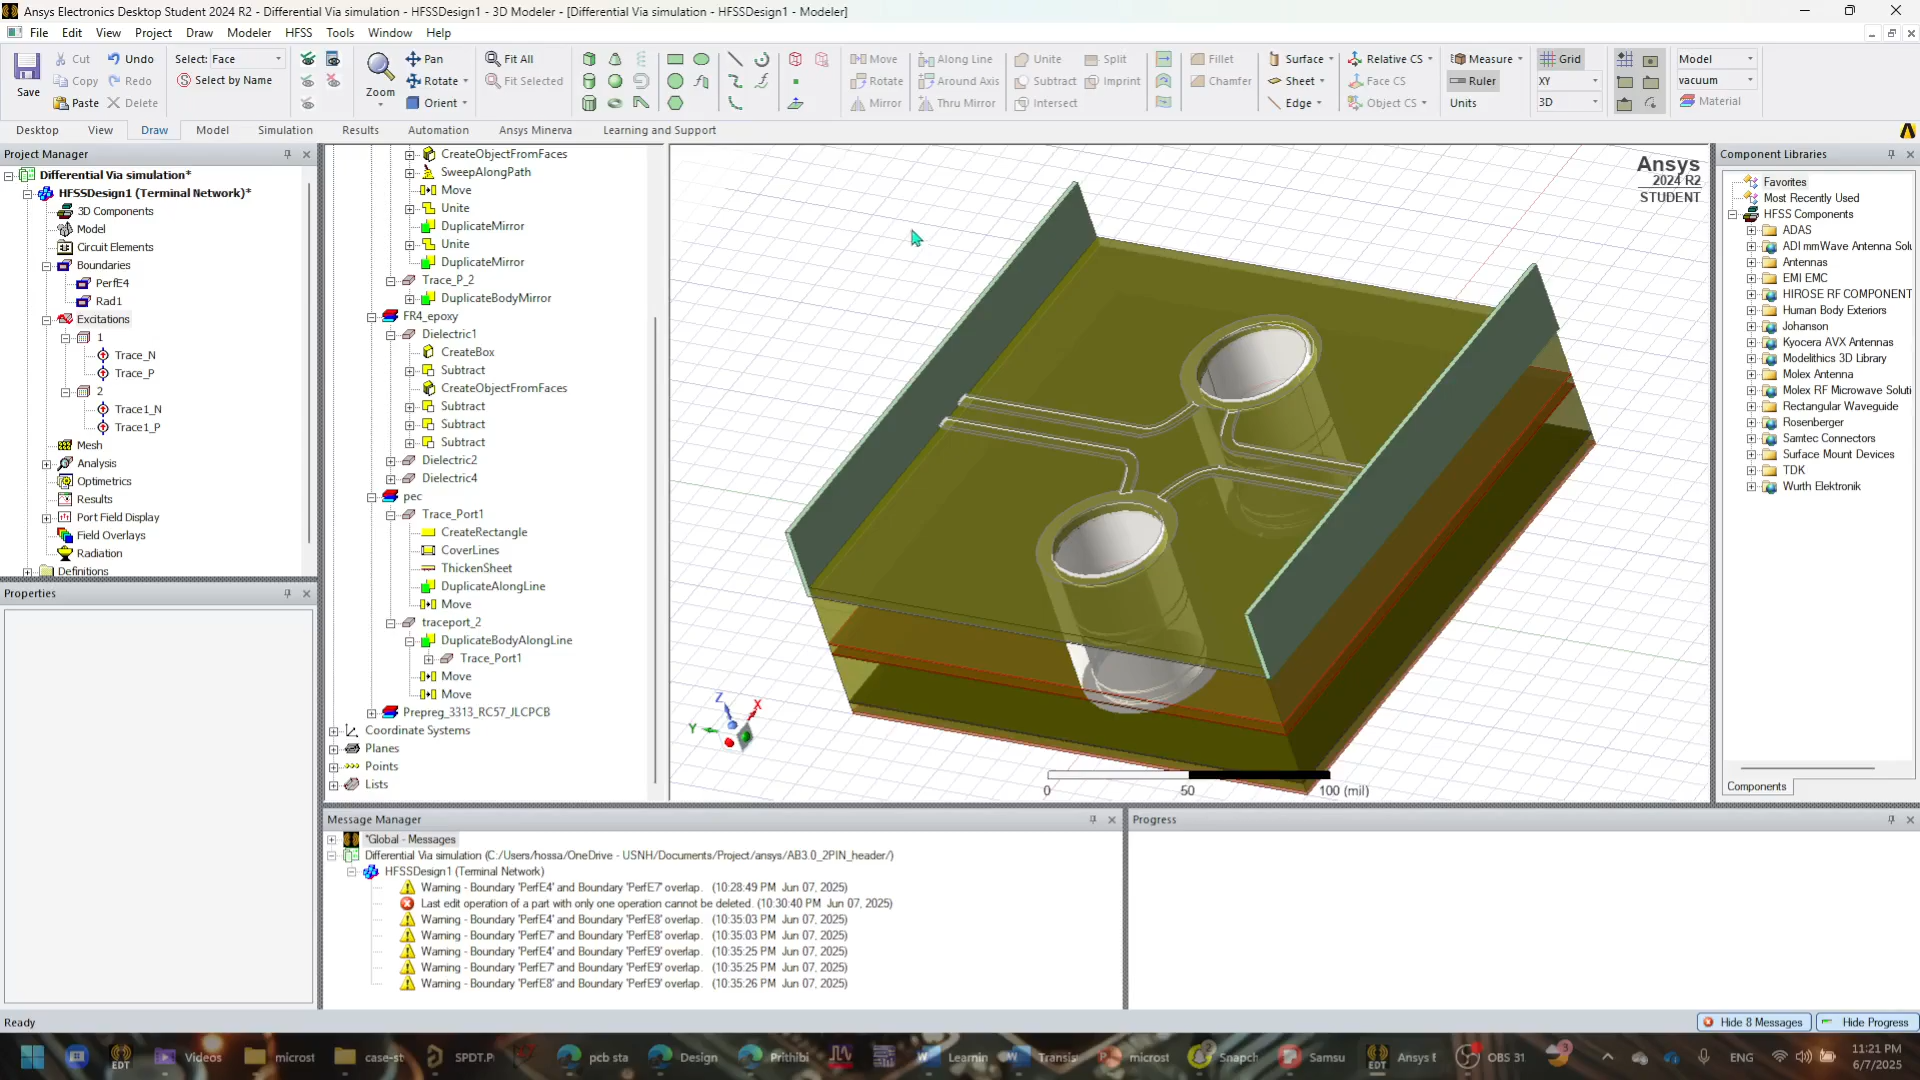 Ansys Electronics Desktop Student 2024 R2 - Differential Via simulation - HFSSDesign1 - 3D Modeler - [Differential Via simulation - HFSSDesign1 - Modeler]
File Edit View Project Draw Modeler HFSS Tools Window Help
Save
Cut Copy Paste
Undo Redo Delete
Select: Face
Select by Name
Zoom
Pan Rotate Orient
Fit All Fit Selected
Move Rotate Mirror
Along Line Around Axis Thru Mirror
Unite Subtract Intersect
Split Imprint
Fillet Chamfer
Surface Sheet Edge
Relative CS Face CS Object CS
Measure Ruler Units
Grid XY 3D
Model vacuum Material
Desktop View Draw Model Simulation Results Automation Ansys Minerva Learning and Support
Project Manager
Differential Via simulation*
HFSSDesign1 (Terminal Network)*
3D Components
Model
Circuit Elements
Boundaries
PerfE4
Rad1
Excitations
1
Trace_N
Trace_P
2
Trace1_N
Trace1_P
Mesh
Analysis
Optimetrics
Results
Port Field Display
Field Overlays
Radiation
Definitions
Properties
CreateObjectFromFaces
SweepAlongPath
Move
Unite
DuplicateMirror
Unite
DuplicateMirror
Trace_P_2
DuplicateBodyMirror
FR4_epoxy
Dielectric1
CreateBox
Subtract
CreateObjectFromFaces
Subtract
Subtract
Subtract
Dielectric2
Dielectric4
pec
Trace_Port1
CreateRectangle
CoverLines
ThickenSheet
DuplicateAlongLine
Move
traceport_2
DuplicateBodyAlongLine
Trace_Port1
Move
Move
Prepreg_3313_RC57_JLCPCB
Coordinate Systems
Planes
Points
Lists
Ansys
2024 R2
STUDENT
Z X Y
0 50 100 (mil)
Component Libraries
Favorites
Most Recently Used
HFSS Components
ADAS
ADI mmWave Antenna Sol
Antennas
EMI EMC
HIROSE RF COMPONENT
Human Body Exteriors
Johanson
Kyocera AVX Antennas
Modelithics 3D Library
Molex Antenna
Molex RF Microwave Soluti
Rectangular Waveguide
Rosenberger
Samtec Connectors
Surface Mount Devices
TDK
Wurth Elektronik
Components
Message Manager
*Global - Messages
Differential Via simulation (C:/Users/hossa/OneDrive - USNH/Documents/Project/ansys/AB3.0_2PIN_header/)
HFSSDesign1 (Terminal Network)
Warning - Boundary 'PerfE4' and Boundary 'PerfE7' overlap. (10:28:49 PM Jun 07, 2025)
Last edit operation of a part with only one operation cannot be deleted. (10:30:40 PM Jun 07, 2025)
Warning - Boundary 'PerfE4' and Boundary 'PerfE8' overlap. (10:35:03 PM Jun 07, 2025)
Warning - Boundary 'PerfE7' and Boundary 'PerfE8' overlap. (10:35:03 PM Jun 07, 2025)
Warning - Boundary 'PerfE4' and Boundary 'PerfE9' overlap. (10:35:25 PM Jun 07, 2025)
Warning - Boundary 'PerfE7' and Boundary 'PerfE9' overlap. (10:35:25 PM Jun 07, 2025)
Warning - Boundary 'PerfE8' and Boundary 'PerfE9' overlap. (10:35:26 PM Jun 07, 2025)
Progress
Ready
Hide 8 Messages Hide Progress
EDT Videos microst case-st SPDT.P pcb sta Design Prithibi Learnin Transis microst Snapch Samsu Ansys E OBS 31 3 ENG
11:21 PM
6/7/2025